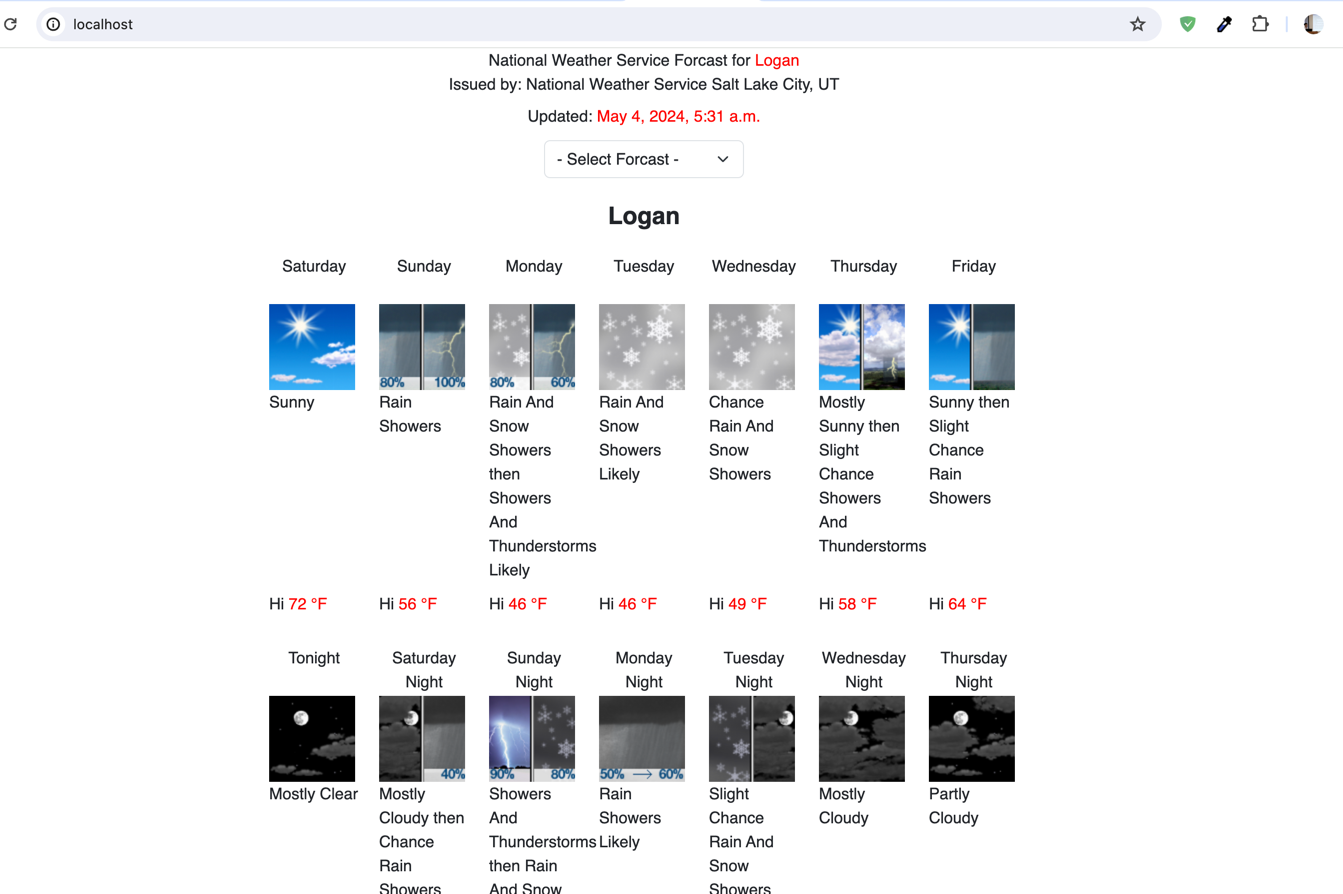 localhost
National Weather Service Forcast for Logan
Issued by: National Weather Service Salt Lake City, UT
Updated: May 4, 2024, 5:31 a.m.
- Select Forcast -
Logan
Saturday
Sunday
Monday
Tuesday
Wednesday
Thursday
Friday
80% 100%
80% 60%
Sunny
Rain
Showers
Rain And
Snow
Showers
then
Showers
And
Thunderstorms
Likely
Rain And
Snow
Showers
Likely
Chance
Rain And
Snow
Showers
Mostly
Sunny then
Slight
Chance
Showers
And
Thunderstorms
Sunny then
Slight
Chance
Rain
Showers
Hi 72 °F
Hi 56 °F
Hi 46 °F
Hi 46 °F
Hi 49 °F
Hi 58 °F
Hi 64 °F
Tonight
Saturday
Night
Sunday
Night
Monday
Night
Tuesday
Night
Wednesday
Night
Thursday
Night
40%
90% 80%
50% → 60%
Mostly Clear
Mostly
Cloudy then
Chance
Rain
Showers
Showers
And
Thunderstorms
then Rain
And Snow
Rain
Showers
Likely
Slight
Chance
Rain And
Snow
Showers
Mostly
Cloudy
Partly
Cloudy